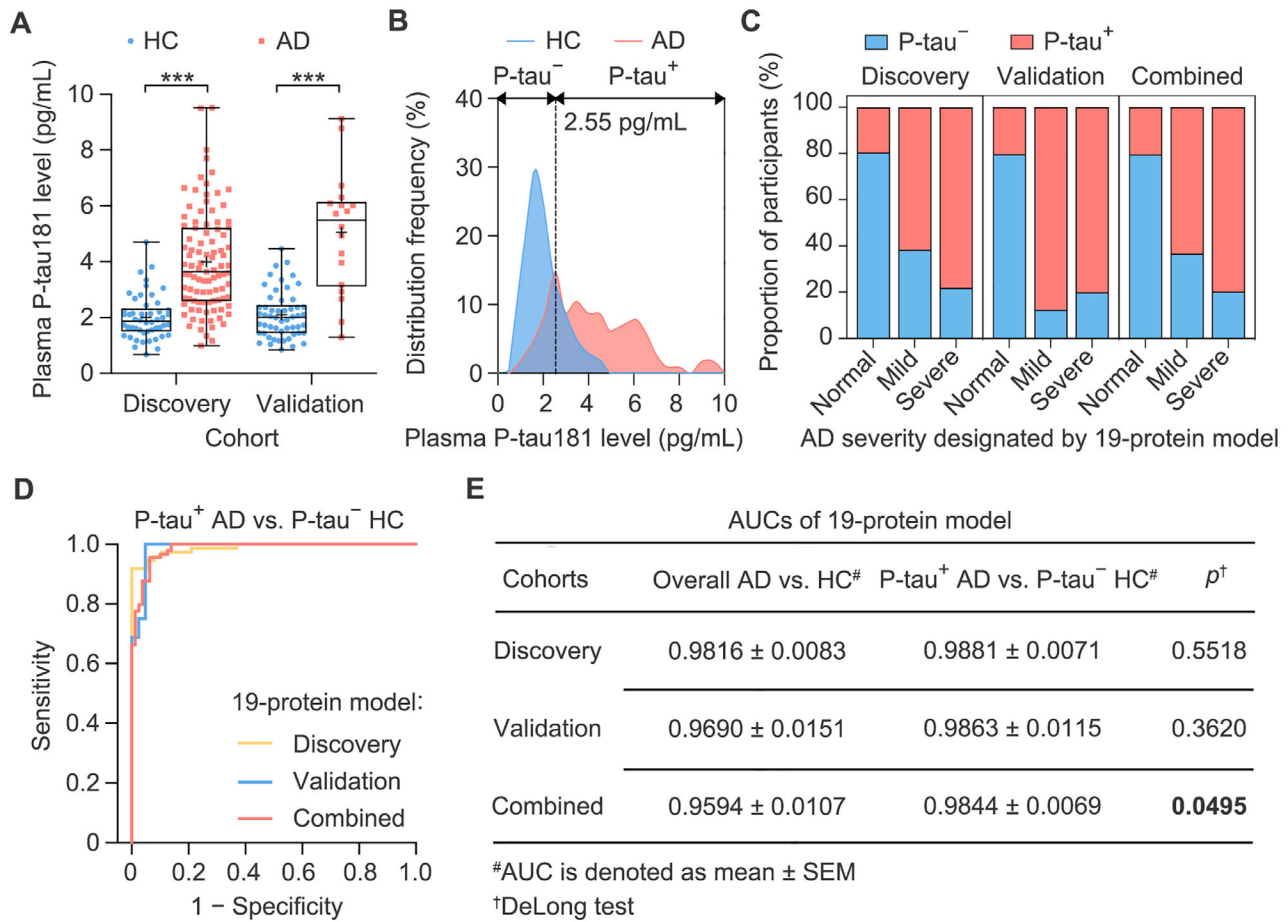 A
HC AD
*** ***
Plasma P-tau181 level (pg/mL)
10
8
6
4
2
0
Discovery Validation
Cohort
B
HC AD
P-tau⁻ P-tau⁺
2.55 pg/mL
Distribution frequency (%)
40
30
20
10
0
0 2 4 6 8 10
Plasma P-tau181 level (pg/mL)
C
P-tau⁻ P-tau⁺
Discovery Validation Combined
Proportion of participants (%)
100
80
60
40
20
0
Normal Mild Severe Normal Mild Severe Normal Mild Severe
AD severity designated by 19-protein model
D
P-tau⁺ AD vs. P-tau⁻ HC
Sensitivity
1.0
0.8
0.6
0.4
0.2
0
19-protein model:
Discovery
Validation
Combined
0 0.2 0.4 0.6 0.8 1.0
1 − Specificity
E
AUCs of 19-protein model
Cohorts Overall AD vs. HC# P-tau⁺ AD vs. P-tau⁻ HC# p†
Discovery 0.9816 ± 0.0083 0.9881 ± 0.0071 0.5518
Validation 0.9690 ± 0.0151 0.9863 ± 0.0115 0.3620
Combined 0.9594 ± 0.0107 0.9844 ± 0.0069 0.0495
#AUC is denoted as mean ± SEM
†DeLong test